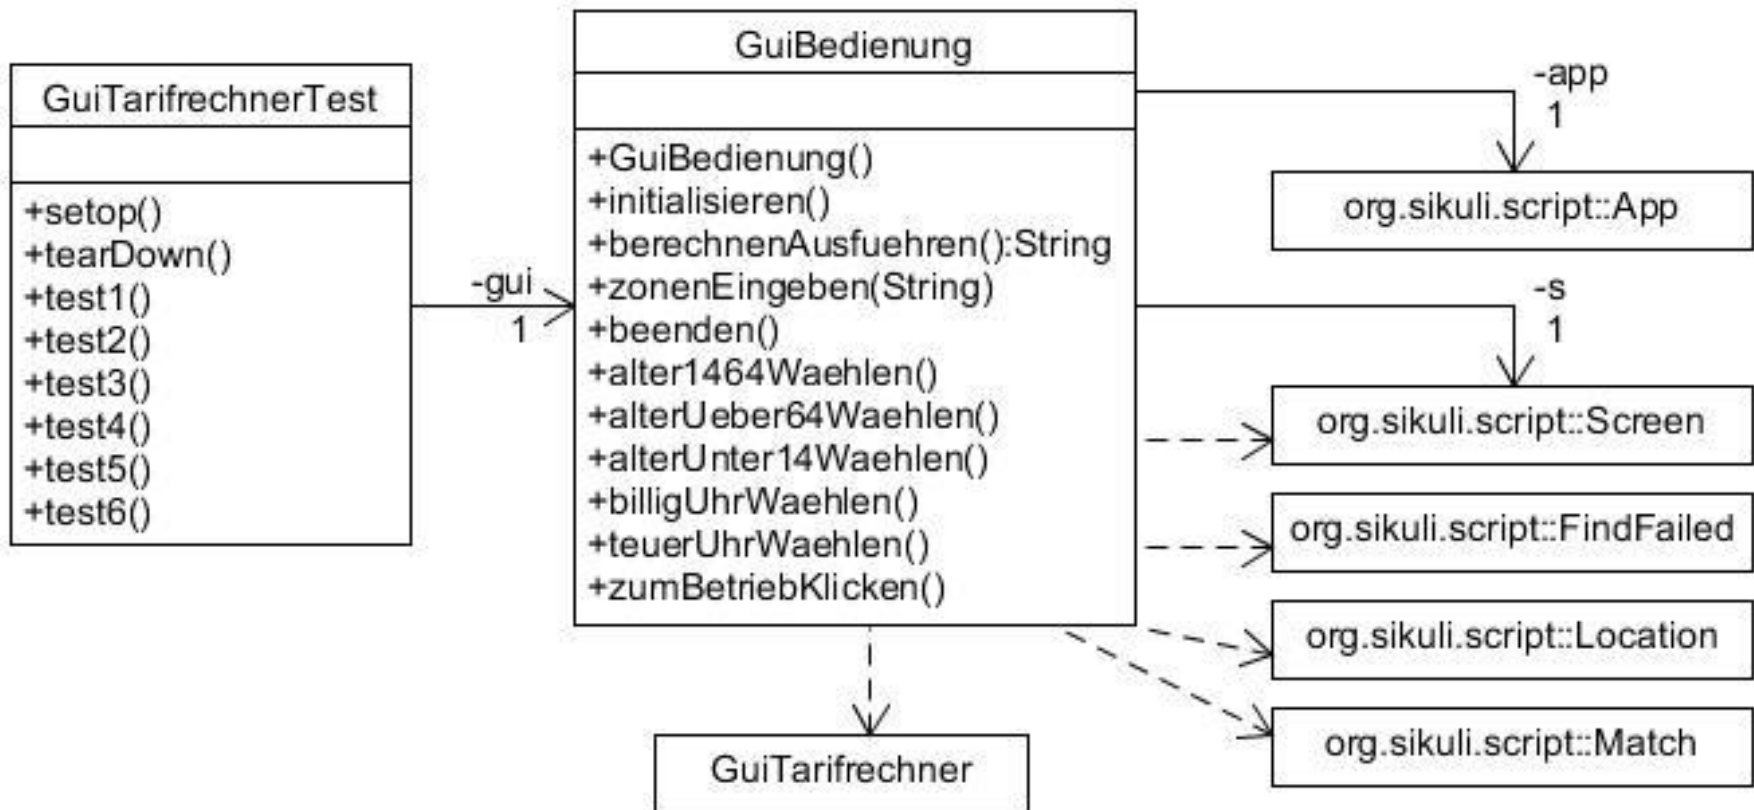 GuiTarifrechnerTest
+setop()
+tearDown()
+test1()
+test2()
+test3()
+test4()
+test5()
+test6()
-gui
1
GuiBedienung
+GuiBedienung()
+initialisieren()
+berechnenAusfuehren():String
+zonenEingeben(String)
+beenden()
+alter1464Waehlen()
+alterUeber64Waehlen()
+alterUnter14Waehlen()
+billigUhrWaehlen()
+teuerUhrWaehlen()
+zumBetriebKlicken()
-app
1
org.sikuli.script::App
-s
1
org.sikuli.script::Screen
org.sikuli.script::FindFailed
org.sikuli.script::Location
org.sikuli.script::Match
GuiTarifrechner